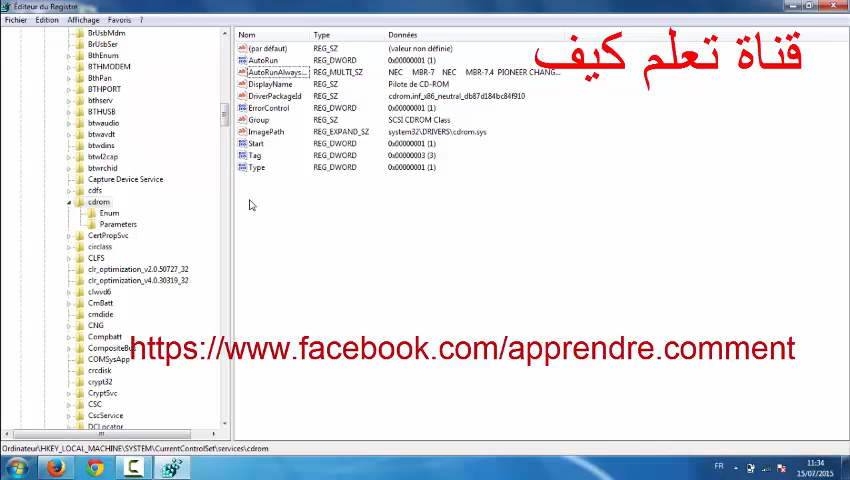 Éditeur du Registre
Fichier Edition Affichage Favoris ?
قناة تعلم كيف
BrUsbMdm
BrUsbSer
BthEnum
BTHMODEM
BthPan
BTHPORT
bthserv
BTHUSB
btwaudio
btwavdt
btwdins
btwl2cap
btwrchid
Capture Device Service
cdfs
cdrom
Enum
Parameters
CertPropSvc
circlass
CLFS
clr_optimization_v2.0.50727_32
clr_optimization_v4.0.30319_32
clwvd6
CmBatt
cmdide
CNG
Compbatt
CompositeBus
COMSysApp
crcdisk
crypt32
CryptSvc
CSC
CscService
DCLocator
Nom Type Données
(par défaut) REG_SZ (valeur non définie)
AutoRun REG_DWORD 0x00000001 (1)
AutoRunAlways... REG_MULTI_SZ NEC MBR-7 NEC MBR-7.4 PIONEER CHANG...
DisplayName REG_SZ Pilote de CD-ROM
DriverPackageId REG_SZ cdrom.inf_x86_neutral_db87d184bc84f910
ErrorControl REG_DWORD 0x00000001 (1)
Group REG_SZ SCSI CDROM Class
ImagePath REG_EXPAND_SZ system32\DRIVERS\cdrom.sys
Start REG_DWORD 0x00000001 (1)
Tag REG_DWORD 0x00000003 (3)
Type REG_DWORD 0x00000001 (1)
https://www.facebook.com/apprendre.comment
Ordinateur\HKEY_LOCAL_MACHINE\SYSTEM\CurrentControlSet\services\cdrom
FR
11:34
15/07/2015